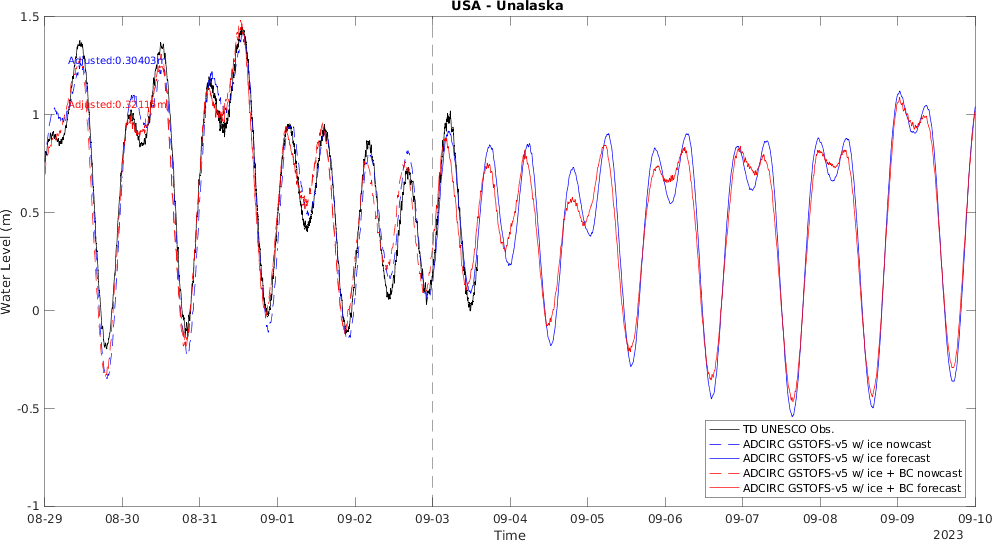 USA - Unalaska
1.5
Adjusted:0.30403m
Adjusted:0.3211 m
1
0.5
Water Level (m)
0
-0.5
TD UNESCO Obs.
ADCIRC GSTOFS-v5 w/ ice nowcast
ADCIRC GSTOFS-v5 w/ ice forecast
ADCIRC GSTOFS-v5 w/ ice + BC nowcast
ADCIRC GSTOFS-v5 w/ ice + BC forecast
-1
08-29 08-30 08-31 09-01 09-02 09-03 09-04 09-05 09-06 09-07 09-08 09-09 09-10
Time
2023